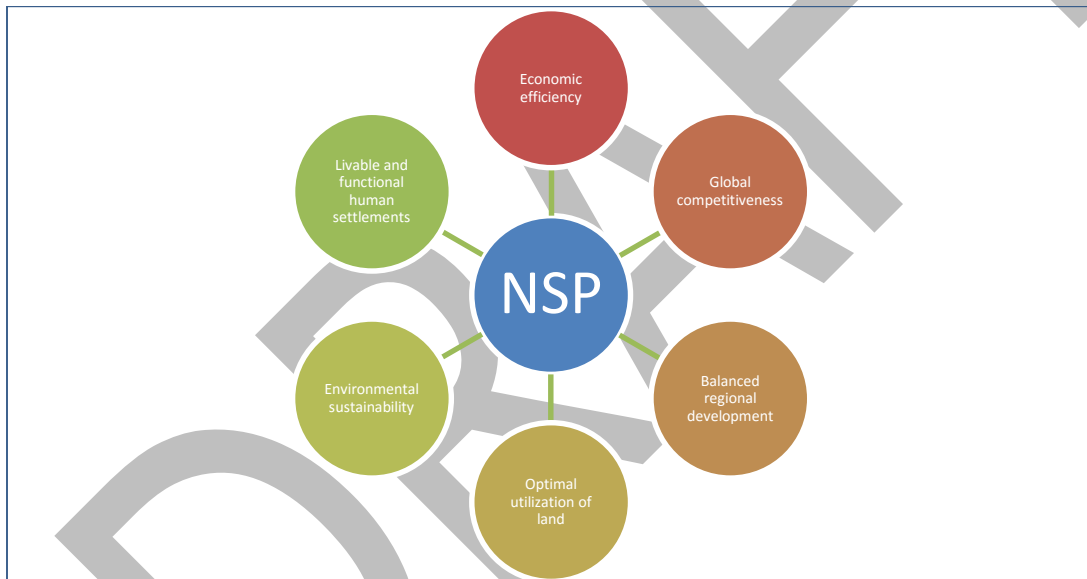 Economic
efficiency
Global
competitiveness
Balanced
regional
development
Optimal
utilization of
land
Environmental
sustainability
Livable and
functional
human
settlements
NSP